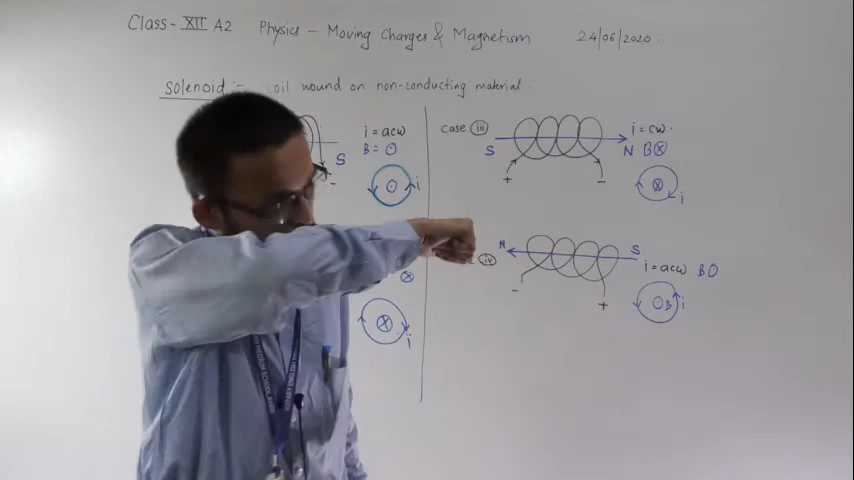 Class-XII A2 Physics - Moving Charges & Magnetism 24/06/2020.
Solenoid :- coil wound on non-conducting material.
i = acw
B = ⊙
S
-
i
⊗
i
case iii
S
N
+
-
i = cw.
B ⊗
⊗
i
iv
N
S
-
+
i = acw B ⊙
⊙ B i